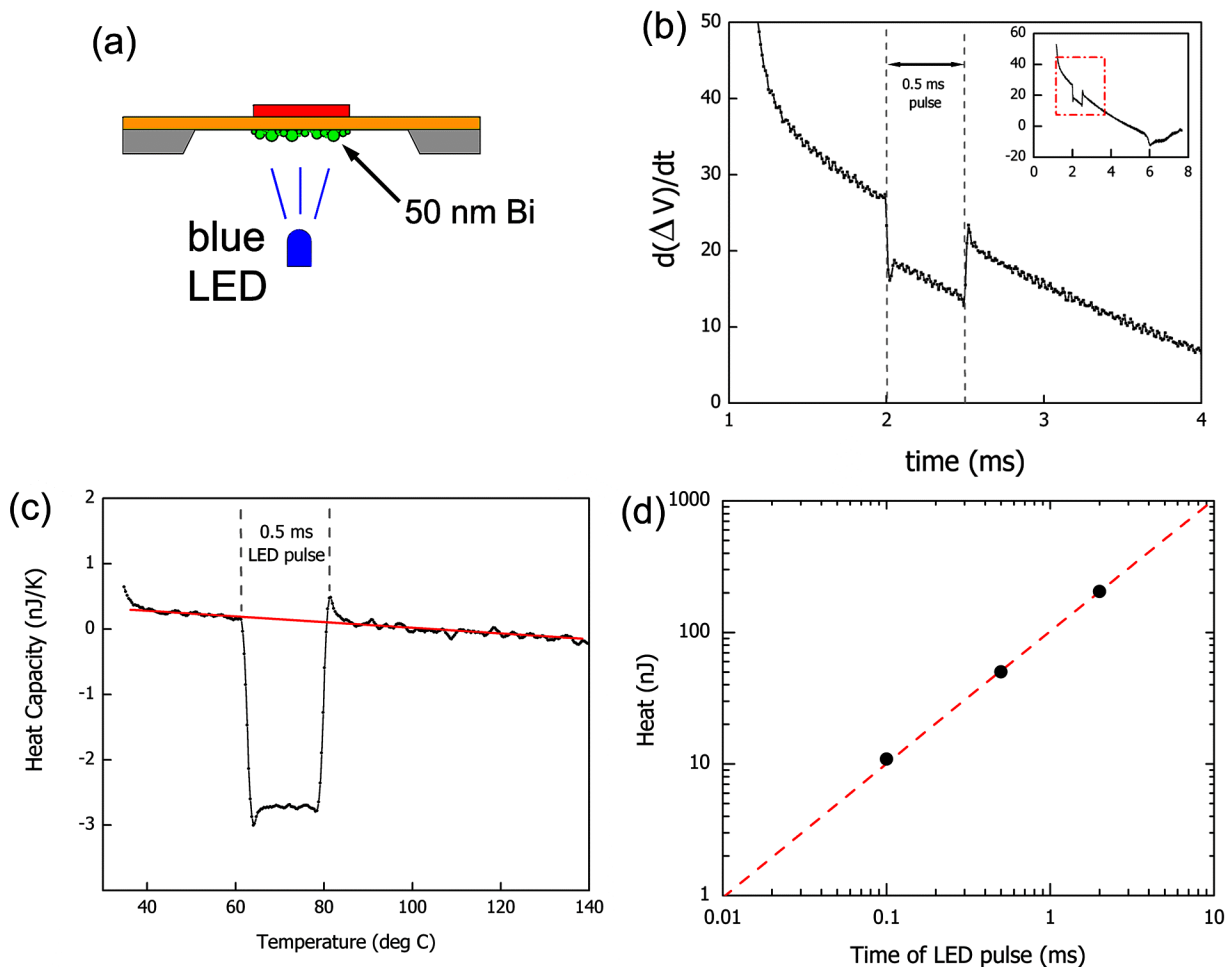 (a)
50 nm Bi
blue
LED
(b)
50
40
30
20
10
0
1
2
3
4
d(Δ V)/dt
time (ms)
0.5 ms
pulse
60
40
20
0
-20
0
2
4
6
8
(c)
2
1
0
-1
-2
-3
40
60
80
100
120
140
Heat Capacity (nJ/K)
Temperature (deg C)
0.5 ms
LED pulse
(d)
1000
100
10
1
0.01
0.1
1
10
Heat (nJ)
Time of LED pulse (ms)